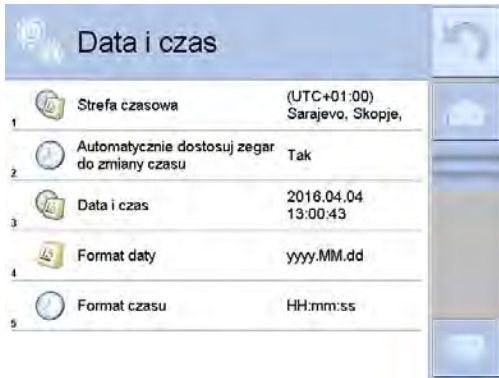 Data i czas
1 Strefa czasowa (UTC+01:00)
Sarajevo, Skopje,
2 Automatycznie dostosuj zegar
do zmiany czasu Tak
3 Data i czas 2016.04.04
13:00:43
4 Format daty yyyy.MM.dd
5 Format czasu HH:mm:ss